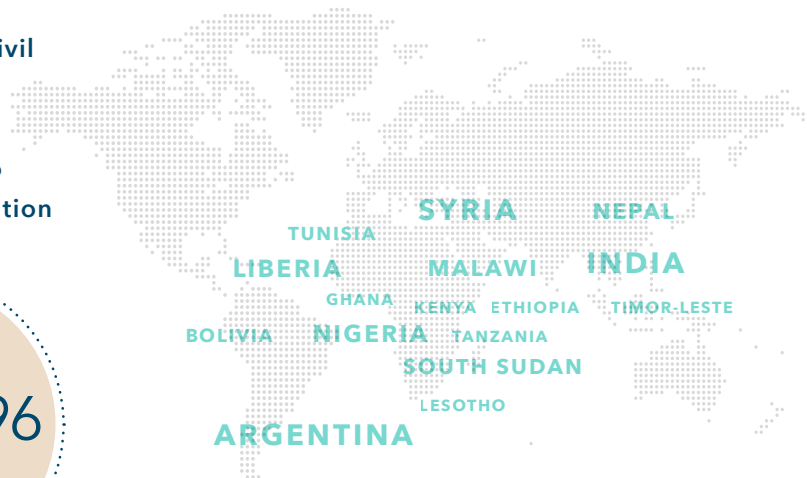 ivil
tion
SYRIA NEPAL
TUNISIA
LIBERIA MALAWI INDIA
GHANA KENYA ETHIOPIA TIMOR-LESTE
BOLIVIA NIGERIA TANZANIA
SOUTH SUDAN
LESOTHO
96
ARGENTINA